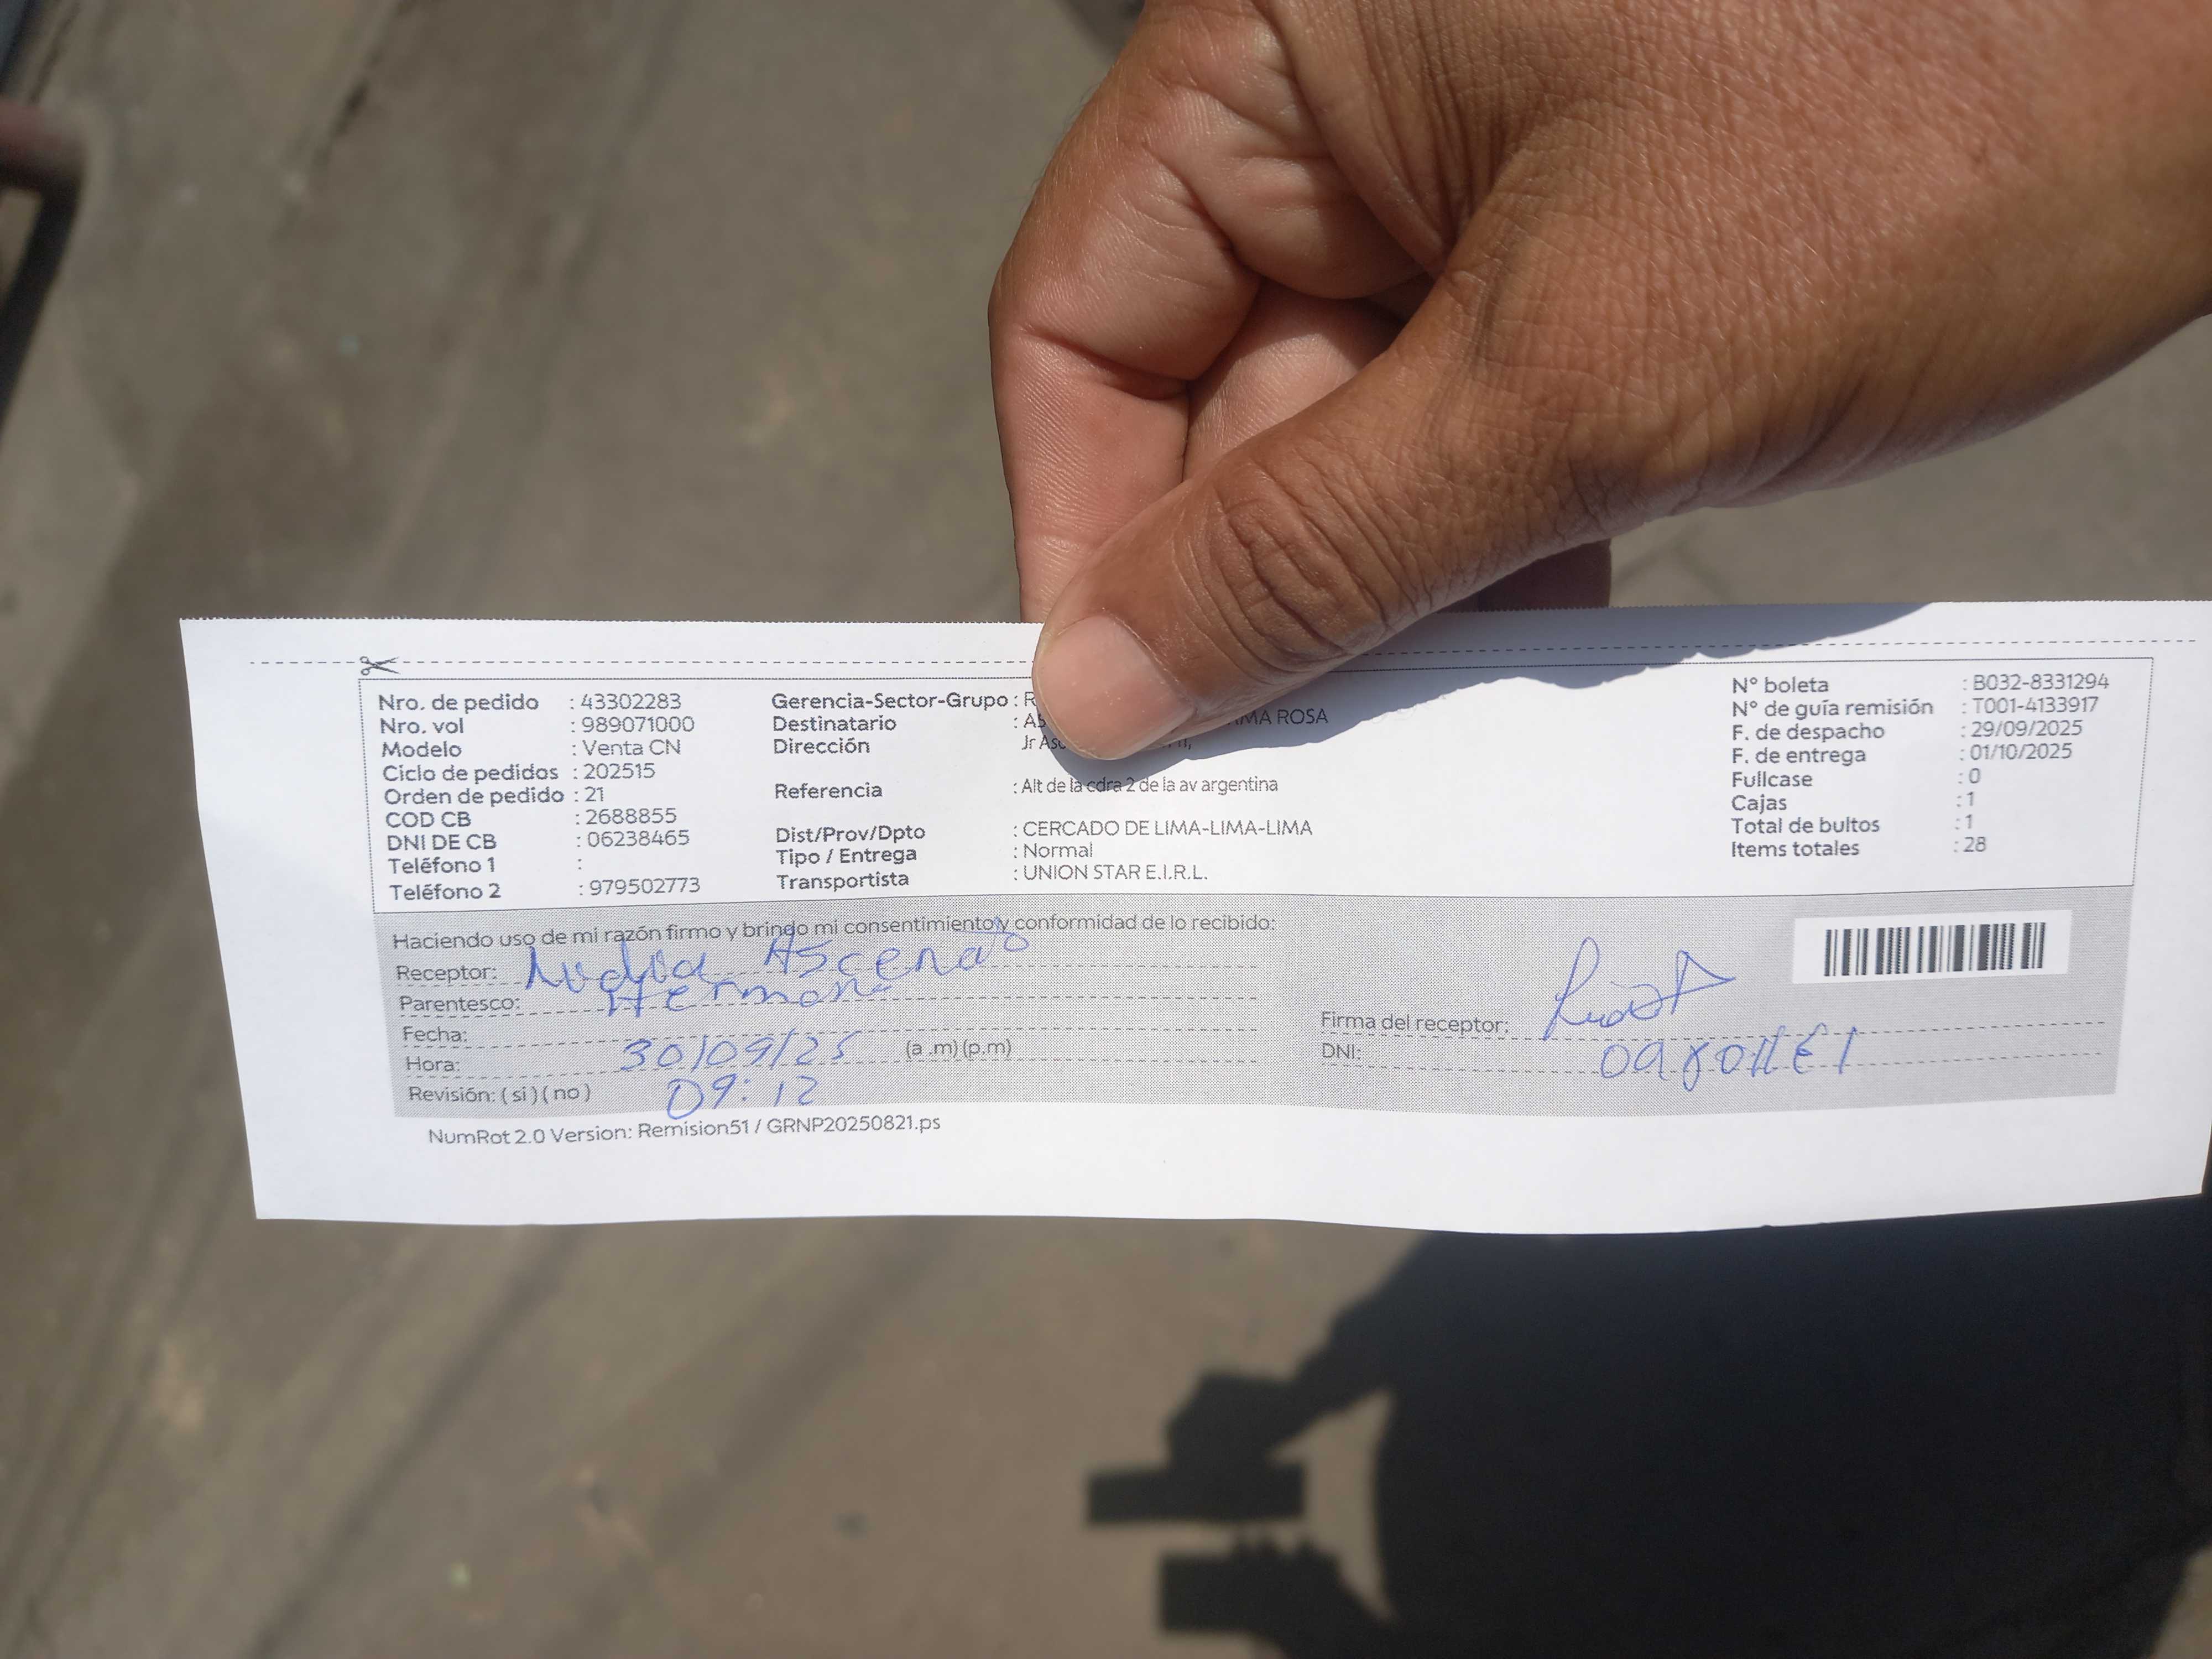 Nro. de pedido : 43302283
Nro. vol : 989071000
Modelo : Venta CN
Ciclo de pedidos : 202515
Orden de pedido : 21
COD CB : 2688855
DNI DE CB : 06238465
Teléfono 1 :
Teléfono 2 : 979502773
Gerencia-Sector-Grupo : R
Destinatario : AS MA ROSA
Dirección Jr
Referencia : Alt de la cdra 2 de la av argentina
Dist/Prov/Dpto : CERCADO DE LIMA-LIMA-LIMA
Tipo / Entrega : Normal
Transportista : UNION STAR E.I.R.L.
N° boleta : B032-8331294
N° de guía remisión : T001-4133917
F. de despacho : 29/09/2025
F. de entrega : 01/10/2025
Fullcase : 0
Cajas : 1
Total de bultos : 1
Items totales : 28
Haciendo uso de mi razón firmo y bringo mi consentimiento y conformidad de lo recibido:
Receptor: Ascenao
Parentesco: Hermana
Fecha: 30/09/25
Hora: 09:12 (a .m) (p.m)
Revisión: ( si ) ( no )
Firma del receptor:
DNI:
NumRot 2.0 Version: Remision51 / GRNP20250821.ps